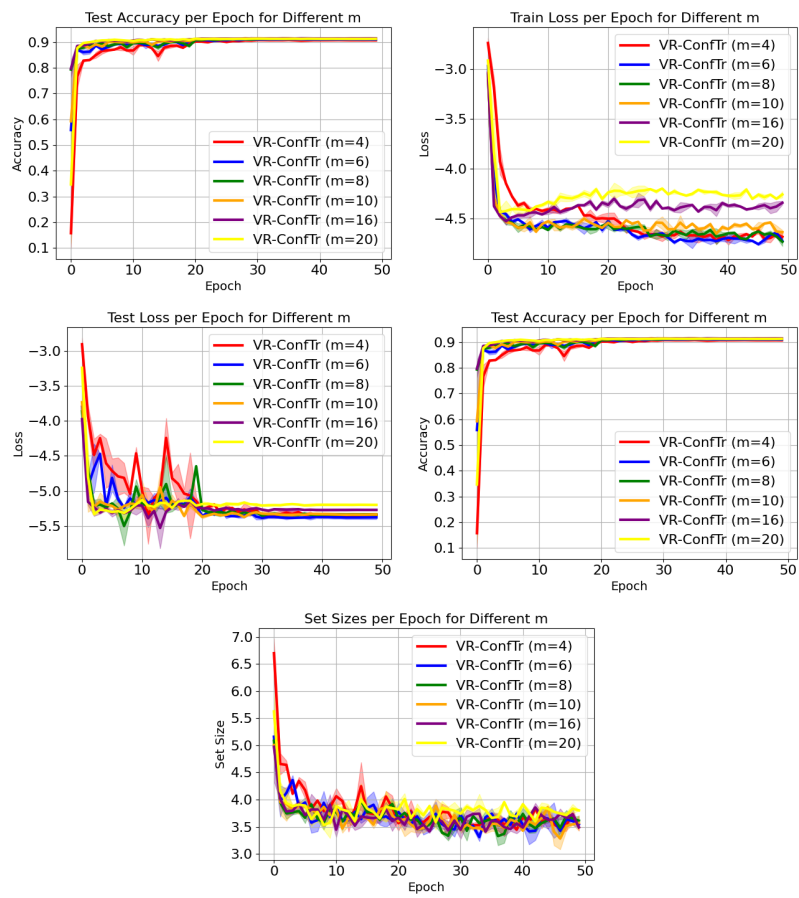 Test Accuracy per Epoch for Different m
Accuracy
0.9
0.8
0.7
0.6
0.5
0.4
0.3
0.2
0.1
VR-ConfTr (m=4)
VR-ConfTr (m=6)
VR-ConfTr (m=8)
VR-ConfTr (m=10)
VR-ConfTr (m=16)
VR-ConfTr (m=20)
0 10 20 30 40 50
Epoch
Train Loss per Epoch for Different m
Loss
−3.0
−3.5
−4.0
−4.5
VR-ConfTr (m=4)
VR-ConfTr (m=6)
VR-ConfTr (m=8)
VR-ConfTr (m=10)
VR-ConfTr (m=16)
VR-ConfTr (m=20)
0 10 20 30 40 50
Epoch
Test Loss per Epoch for Different m
Loss
−3.0
−3.5
−4.0
−4.5
−5.0
−5.5
VR-ConfTr (m=4)
VR-ConfTr (m=6)
VR-ConfTr (m=8)
VR-ConfTr (m=10)
VR-ConfTr (m=16)
VR-ConfTr (m=20)
0 10 20 30 40 50
Epoch
Test Accuracy per Epoch for Different m
Accuracy
0.9
0.8
0.7
0.6
0.5
0.4
0.3
0.2
0.1
VR-ConfTr (m=4)
VR-ConfTr (m=6)
VR-ConfTr (m=8)
VR-ConfTr (m=10)
VR-ConfTr (m=16)
VR-ConfTr (m=20)
0 10 20 30 40 50
Epoch
Set Sizes per Epoch for Different m
Set Size
7.0
6.5
6.0
5.5
5.0
4.5
4.0
3.5
3.0
VR-ConfTr (m=4)
VR-ConfTr (m=6)
VR-ConfTr (m=8)
VR-ConfTr (m=10)
VR-ConfTr (m=16)
VR-ConfTr (m=20)
0 10 20 30 40 50
Epoch